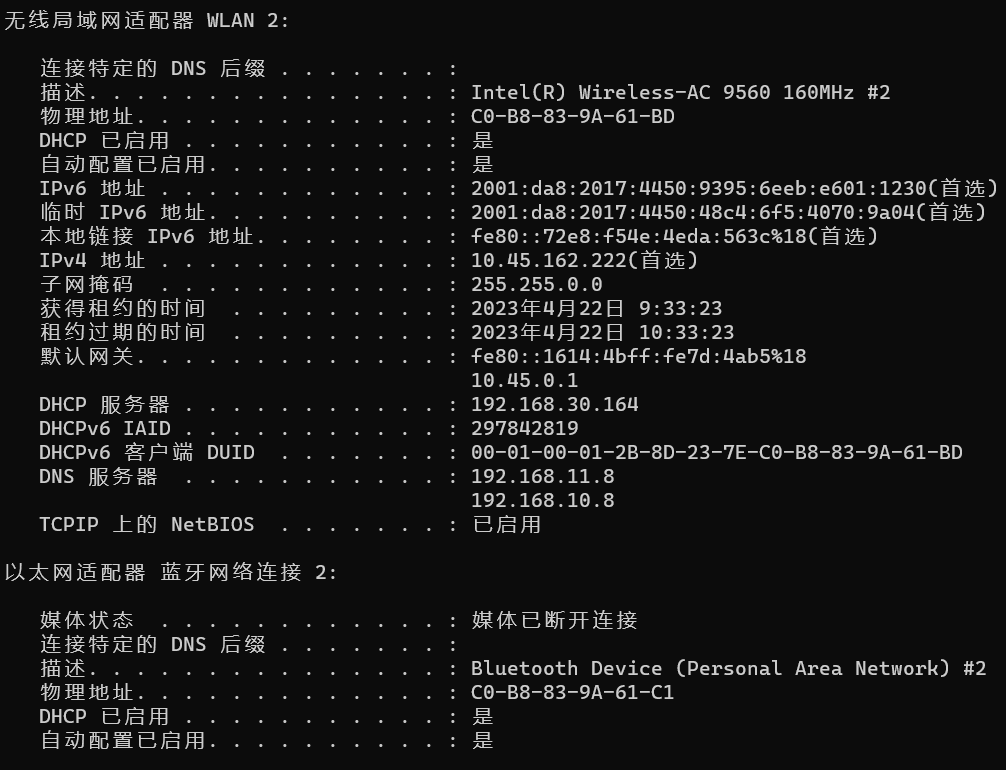 无线局域网适配器 WLAN 2:
连接特定的 DNS 后缀 . . . . . . . :
描述. . . . . . . . . . . . . . . : Intel(R) Wireless-AC 9560 160MHz #2
物理地址. . . . . . . . . . . . . : C0-B8-83-9A-61-BD
DHCP 已启用 . . . . . . . . . . . : 是
自动配置已启用. . . . . . . . . . : 是
IPv6 地址 . . . . . . . . . . . . : 2001:da8:2017:4450:9395:6eeb:e601:1230(首选)
临时 IPv6 地址. . . . . . . . . . : 2001:da8:2017:4450:48c4:6f5:4070:9a04(首选)
本地链接 IPv6 地址. . . . . . . . : fe80::72e8:f54e:4eda:563c%18(首选)
IPv4 地址 . . . . . . . . . . . . : 10.45.162.222(首选)
子网掩码  . . . . . . . . . . . . : 255.255.0.0
获得租约的时间  . . . . . . . . . : 2023年4月22日 9:33:23
租约过期的时间  . . . . . . . . . : 2023年4月22日 10:33:23
默认网关. . . . . . . . . . . . . : fe80::1614:4bff:fe7d:4ab5%18
10.45.0.1
DHCP 服务器 . . . . . . . . . . . : 192.168.30.164
DHCPv6 IAID . . . . . . . . . . . : 297842819
DHCPv6 客户端 DUID  . . . . . . . : 00-01-00-01-2B-8D-23-7E-C0-B8-83-9A-61-BD
DNS 服务器  . . . . . . . . . . . : 192.168.11.8
192.168.10.8
TCPIP 上的 NetBIOS  . . . . . . . : 已启用
以太网适配器 蓝牙网络连接 2:
媒体状态  . . . . . . . . . . . . : 媒体已断开连接
连接特定的 DNS 后缀 . . . . . . . :
描述. . . . . . . . . . . . . . . : Bluetooth Device (Personal Area Network) #2
物理地址. . . . . . . . . . . . . : C0-B8-83-9A-61-C1
DHCP 已启用 . . . . . . . . . . . : 是
自动配置已启用. . . . . . . . . . : 是